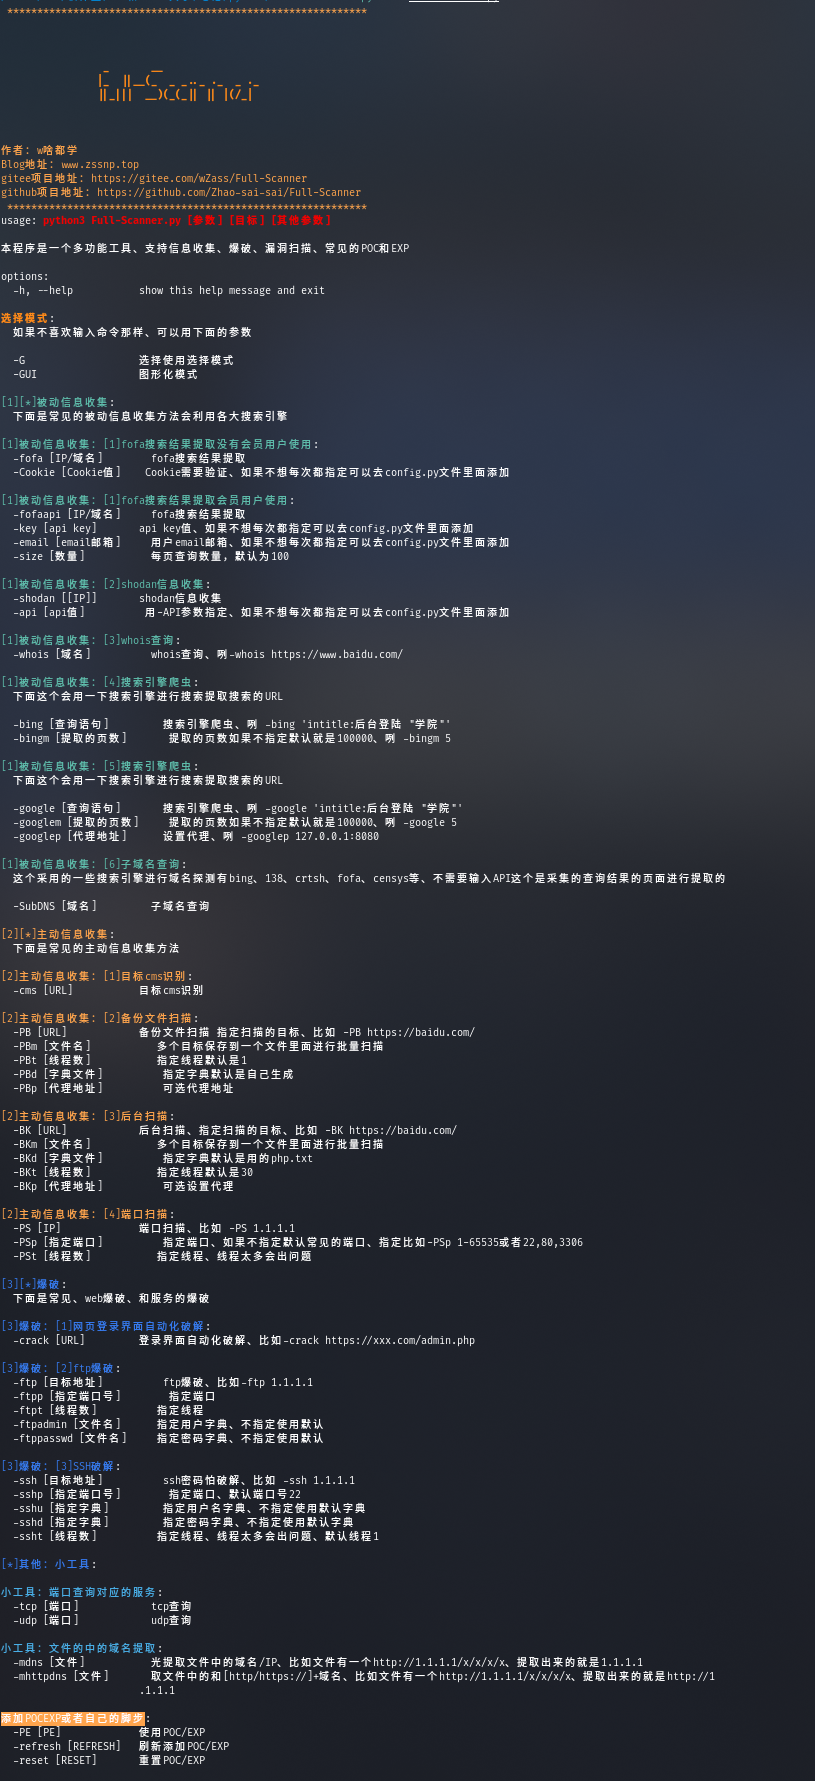 ************************************************************
作者: w啥都学
Blog地址: www.zssnp.top
gitee项目地址: https://gitee.com/wZass/Full-Scanner
github项目地址: https://github.com/Zhao-sai-sai/Full-Scanner
************************************************************
usage: python3 Full-Scanner.py [参数] [目标] [其他参数]
本程序是一个多功能工具、支持信息收集、爆破、漏洞扫描、常见的POC和EXP
options:
-h, --help show this help message and exit
选择模式:
如果不喜欢输入命令那样、可以用下面的参数
-G 选择使用选择模式
-GUI 图形化模式
[1][*]被动信息收集:
下面是常见的被动信息收集方法会利用各大搜索引擎
[1]被动信息收集: [1]fofa搜索结果提取没有会员用户使用:
-fofa [IP/域名] fofa搜索结果提取
-Cookie [Cookie值] Cookie需要验证、如果不想每次都指定可以去config.py文件里面添加
[1]被动信息收集: [1]fofa搜索结果提取会员用户使用:
-fofaapi [IP/域名] fofa搜索结果提取
-key [api key] api key值、如果不想每次都指定可以去config.py文件里面添加
-email [email邮箱] 用户email邮箱、如果不想每次都指定可以去config.py文件里面添加
-size [数量] 每页查询数量，默认为100
[1]被动信息收集: [2]shodan信息收集:
-shodan [[IP]] shodan信息收集
-api [api值] 用-API参数指定、如果不想每次都指定可以去config.py文件里面添加
[1]被动信息收集: [3]whois查询:
-whois [域名] whois查询、咧-whois https://www.baidu.com/
[1]被动信息收集: [4]搜索引擎爬虫:
下面这个会用一下搜索引擎进行搜索提取搜索的URL
-bing [查询语句] 搜索引擎爬虫、咧 -bing 'intitle:后台登陆 "学院"'
-bingm [提取的页数] 提取的页数如果不指定默认就是100000、咧 -bingm 5
[1]被动信息收集: [5]搜索引擎爬虫:
下面这个会用一下搜索引擎进行搜索提取搜索的URL
-google [查询语句] 搜索引擎爬虫、咧 -google 'intitle:后台登陆 "学院"'
-googlem [提取的页数] 提取的页数如果不指定默认就是100000、咧 -google 5
-googlep [代理地址] 设置代理、咧 -googlep 127.0.0.1:8080
[1]被动信息收集: [6]子域名查询:
这个采用的一些搜索引擎进行域名探测有bing、138、crtsh、fofa、censys等、不需要输入API这个是采集的查询结果的页面进行提取的
-SubDNS [域名] 子域名查询
[2][*]主动信息收集:
下面是常见的主动信息收集方法
[2]主动信息收集: [1]目标cms识别:
-cms [URL] 目标cms识别
[2]主动信息收集: [2]备份文件扫描:
-PB [URL] 备份文件扫描 指定扫描的目标、比如 -PB https://baidu.com/
-PBm [文件名] 多个目标保存到一个文件里面进行批量扫描
-PBt [线程数] 指定线程默认是1
-PBd [字典文件] 指定字典默认是自己生成
-PBp [代理地址] 可选代理地址
[2]主动信息收集: [3]后台扫描:
-BK [URL] 后台扫描、指定扫描的目标、比如 -BK https://baidu.com/
-BKm [文件名] 多个目标保存到一个文件里面进行批量扫描
-BKd [字典文件] 指定字典默认是用的php.txt
-BKt [线程数] 指定线程默认是30
-BKp [代理地址] 可选设置代理
[2]主动信息收集: [4]端口扫描:
-PS [IP] 端口扫描、比如 -PS 1.1.1.1
-PSp [指定端口] 指定端口、如果不指定默认常见的端口、指定比如-PSp 1-65535或者22,80,3306
-PSt [线程数] 指定线程、线程太多会出问题
[3][*]爆破:
下面是常见、web爆破、和服务的爆破
[3]爆破: [1]网页登录界面自动化破解:
-crack [URL] 登录界面自动化破解、比如-crack https://xxx.com/admin.php
[3]爆破: [2]ftp爆破:
-ftp [目标地址] ftp爆破、比如-ftp 1.1.1.1
-ftpp [指定端口号] 指定端口
-ftpt [线程数] 指定线程
-ftpadmin [文件名] 指定用户字典、不指定使用默认
-ftppasswd [文件名] 指定密码字典、不指定使用默认
[3]爆破: [3]SSH破解:
-ssh [目标地址] ssh密码怕破解、比如 -ssh 1.1.1.1
-sshp [指定端口号] 指定端口、默认端口号22
-sshu [指定字典] 指定用户名字典、不指定使用默认字典
-sshd [指定字典] 指定密码字典、不指定使用默认字典
-ssht [线程数] 指定线程、线程太多会出问题、默认线程1
[*]其他: 小工具:
小工具: 端口查询对应的服务:
-tcp [端口] tcp查询
-udp [端口] udp查询
小工具: 文件的中的域名提取:
-mdns [文件] 光提取文件中的域名/IP、比如文件有一个http://1.1.1.1/x/x/x/x、提取出来的就是1.1.1.1
-mhttpdns [文件] 取文件中的和[http/https://]+域名、比如文件有一个http://1.1.1.1/x/x/x/x、提取出来的就是http://1
.1.1.1
添加POCEXP或者自己的脚步:
-PE [PE] 使用POC/EXP
-refresh [REFRESH] 刷新添加POC/EXP
-reset [RESET] 重置POC/EXP